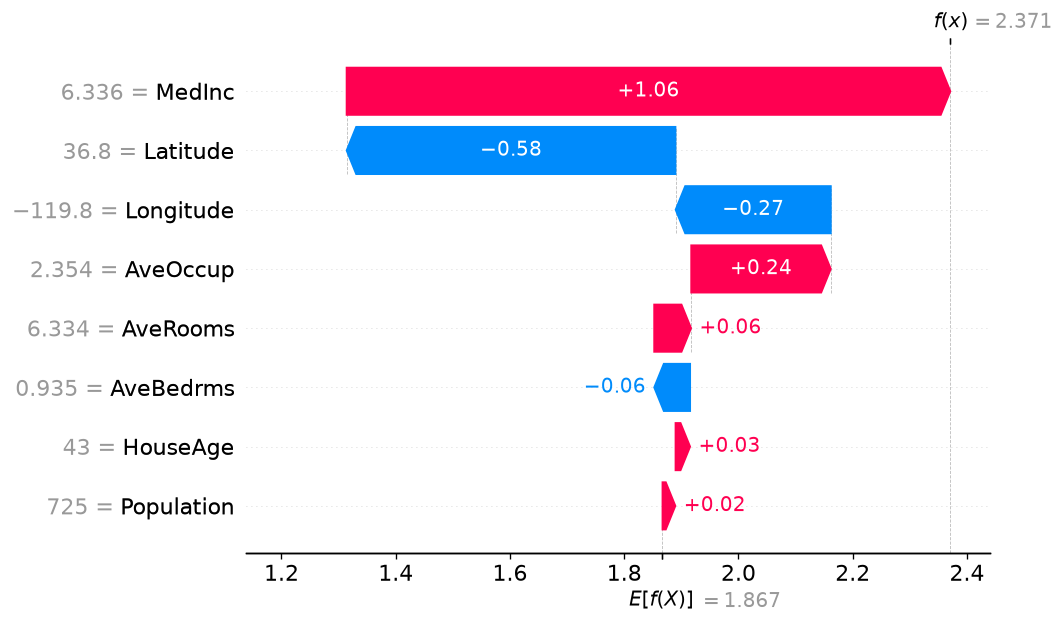 f(x) = 2.371
6.336 = MedInc +1.06
36.8 = Latitude −0.58
−119.8 = Longitude −0.27
2.354 = AveOccup +0.24
6.334 = AveRooms +0.06
0.935 = AveBedrms −0.06
43 = HouseAge +0.03
725 = Population +0.02
1.2 1.4 1.6 1.8 2.0 2.2 2.4
E[f(X)] = 1.867